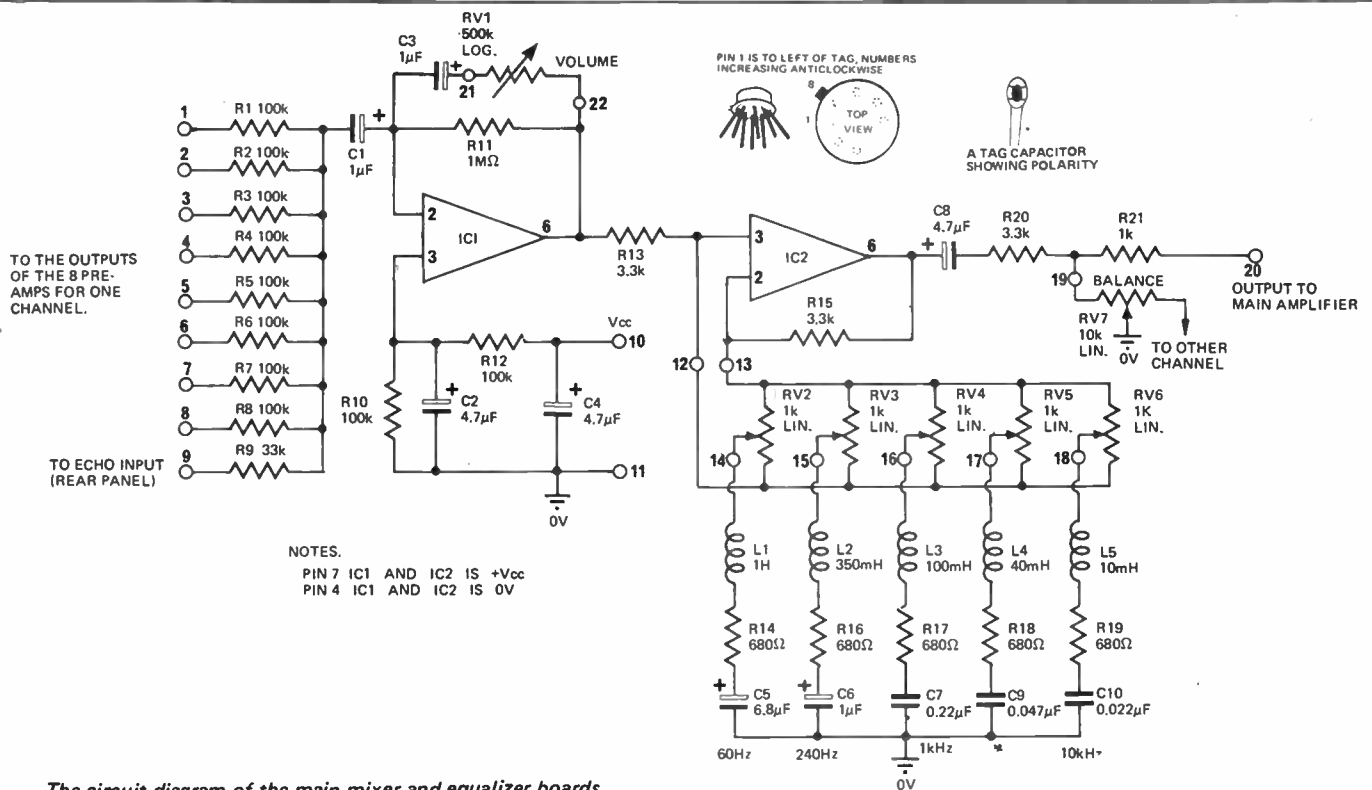 RV1
500k
LOG.
VOLUME
C3
1µF
21
22
R11
1MΩ
C1
1µF
1
R1 100k
2
R2 100k
3
R3 100k
4
R4 100k
5
R5 100k
6
R6 100k
7
R7 100k
8
R8 100k
9
R9 33k
TO THE OUTPUTS
OF THE 8 PRE-
AMPS FOR ONE
CHANNEL.
TO ECHO INPUT
(REAR PANEL)
2
3
IC1
6
R13
3.3k
Vcc
10
R12
100k
R10
100k
C2
4.7µF
C4
4.7µF
11
0V
PIN 1 IS TO LEFT OF TAG, NUMBERS
INCREASING ANTICLOCKWISE
8
1
TOP
VIEW
A TAG CAPACITOR
SHOWING POLARITY
3
2
IC2
6
R15
3.3k
C8
4.7µF
R20
3.3k
R21
1k
19
BALANCE
20
OUTPUT TO
MAIN AMPLIFIER
RV7
10k
LIN.
0V
TO OTHER
CHANNEL
12
13
RV2
1k
LIN.
RV3
1k
LIN.
RV4
1k
LIN.
RV5
1k
LIN.
RV6
1K
LIN.
14
15
16
17
18
L1
1H
L2
350mH
L3
100mH
L4
40mH
L5
10mH
R14
680Ω
R16
680Ω
R17
680Ω
R18
680Ω
R19
680Ω
C5
6.8µF
C6
1µF
C7
0.22µF
C9
0.047µF
C10
0.022µF
60Hz
240Hz
1kHz
*
0V
NOTES.
PIN 7 IC1 AND IC2 IS +Vcc
PIN 4 IC1 AND IC2 IS 0V
The circuit diagram of the main mixer and equalizer boards